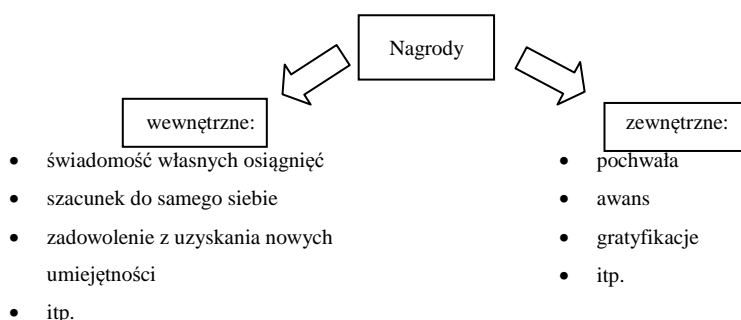 Nagrody
wewnętrzne:
• świadomość własnych osiągnięć
• szacunek do samego siebie
• zadowolenie z uzyskania nowych
umiejętności
• itp.
zewnętrzne:
• pochwała
• awans
• gratyfikacje
• itp.